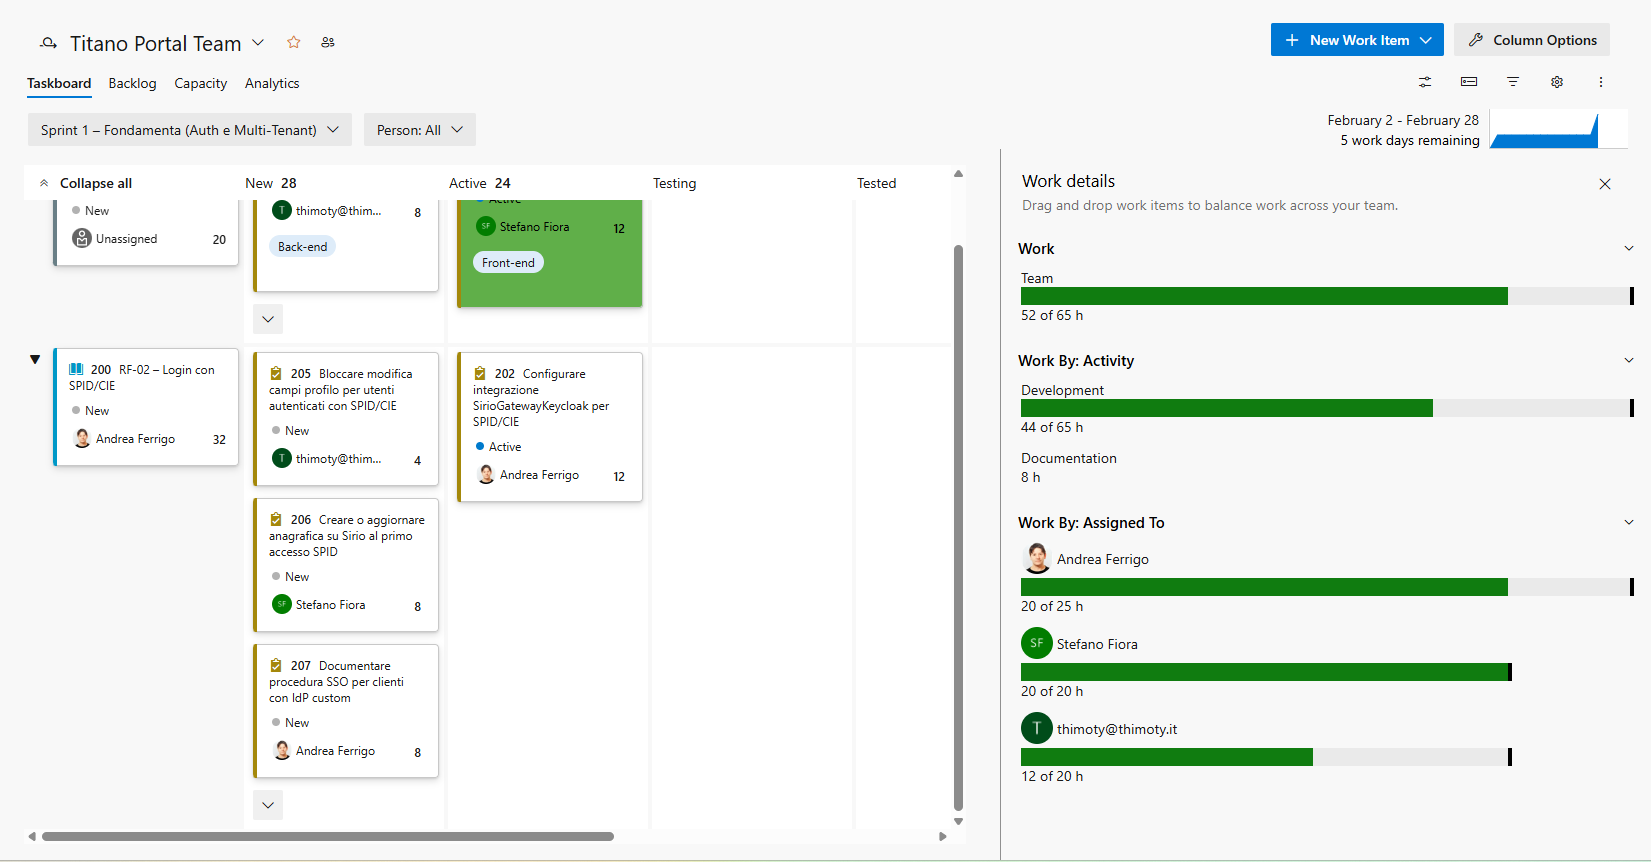 Titano Portal Team
New Work Item
Column Options
Taskboard
Backlog
Capacity
Analytics
Sprint 1 – Fondamenta (Auth e Multi-Tenant)
Person: All
February 2 - February 28
5 work days remaining
Collapse all
New 28
Active 24
Testing
Tested
New
Unassigned
20
T
thimoty@thim...
8
Back-end
Active
SF
Stefano Fiora
12
Front-end
200 RF-02 – Login con
SPID/CIE
New
Andrea Ferrigo
32
205 Bloccare modifica
campi profilo per utenti
autenticati con SPID/CIE
New
T
thimoty@thim...
4
206 Creare o aggiornare
anagrafica su Sirio al primo
accesso SPID
New
SF
Stefano Fiora
8
207 Documentare
procedura SSO per clienti
con IdP custom
New
Andrea Ferrigo
8
202 Configurare
integrazione
SirioGatewayKeycloak per
SPID/CIE
Active
Andrea Ferrigo
12
Work details
Drag and drop work items to balance work across your team.
Work
Team
52 of 65 h
Work By: Activity
Development
44 of 65 h
Documentation
8 h
Work By: Assigned To
Andrea Ferrigo
20 of 25 h
SF
Stefano Fiora
20 of 20 h
T
thimoty@thimoty.it
12 of 20 h